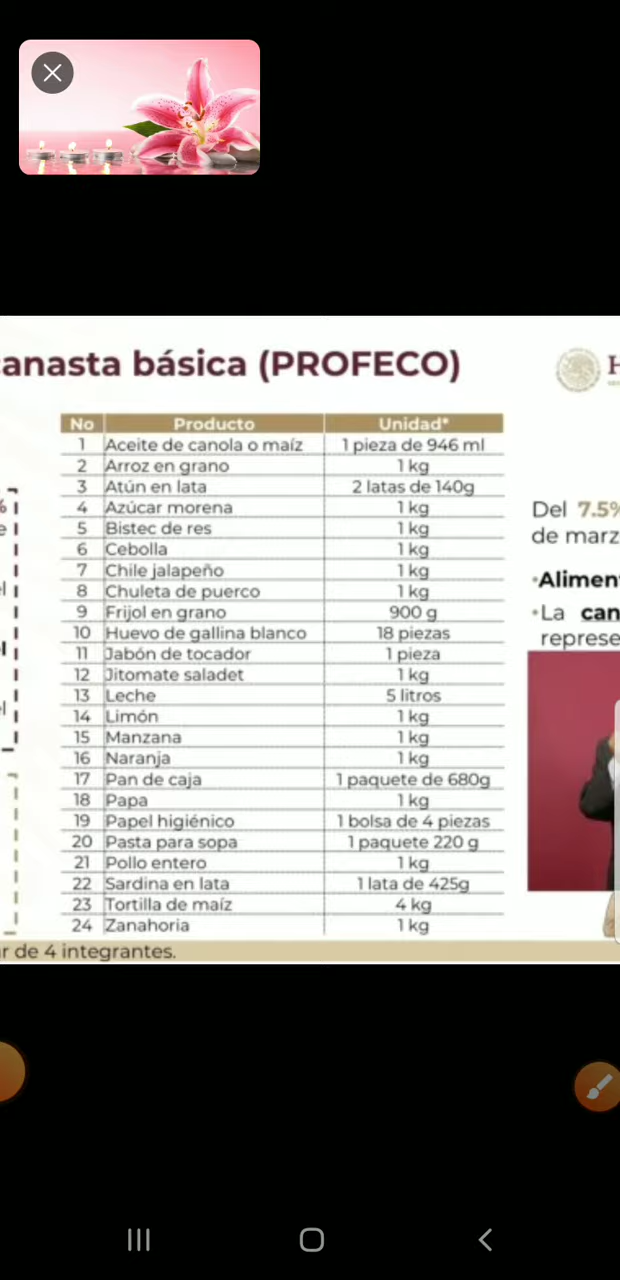 canasta básica (PROFECO)
No Producto Unidad*
1 Aceite de canola o maíz 1 pieza de 946 ml
2 Arroz en grano 1 kg
3 Atún en lata 2 latas de 140g
4 Azúcar morena 1 kg
5 Bistec de res 1 kg
6 Cebolla 1 kg
7 Chile jalapeño 1 kg
8 Chuleta de puerco 1 kg
9 Frijol en grano 900 g
10 Huevo de gallina blanco 18 piezas
11 Jabón de tocador 1 pieza
12 Jitomate saladet 1 kg
13 Leche 5 litros
14 Limón 1 kg
15 Manzana 1 kg
16 Naranja 1 kg
17 Pan de caja 1 paquete de 680g
18 Papa 1 kg
19 Papel higiénico 1 bolsa de 4 piezas
20 Pasta para sopa 1 paquete 220 g
21 Pollo entero 1 kg
22 Sardina en lata 1 lata de 425g
23 Tortilla de maíz 4 kg
24 Zanahoria 1 kg
r de 4 integrantes.
Del 7.5%
de marz
•Aliment
•La can
represe